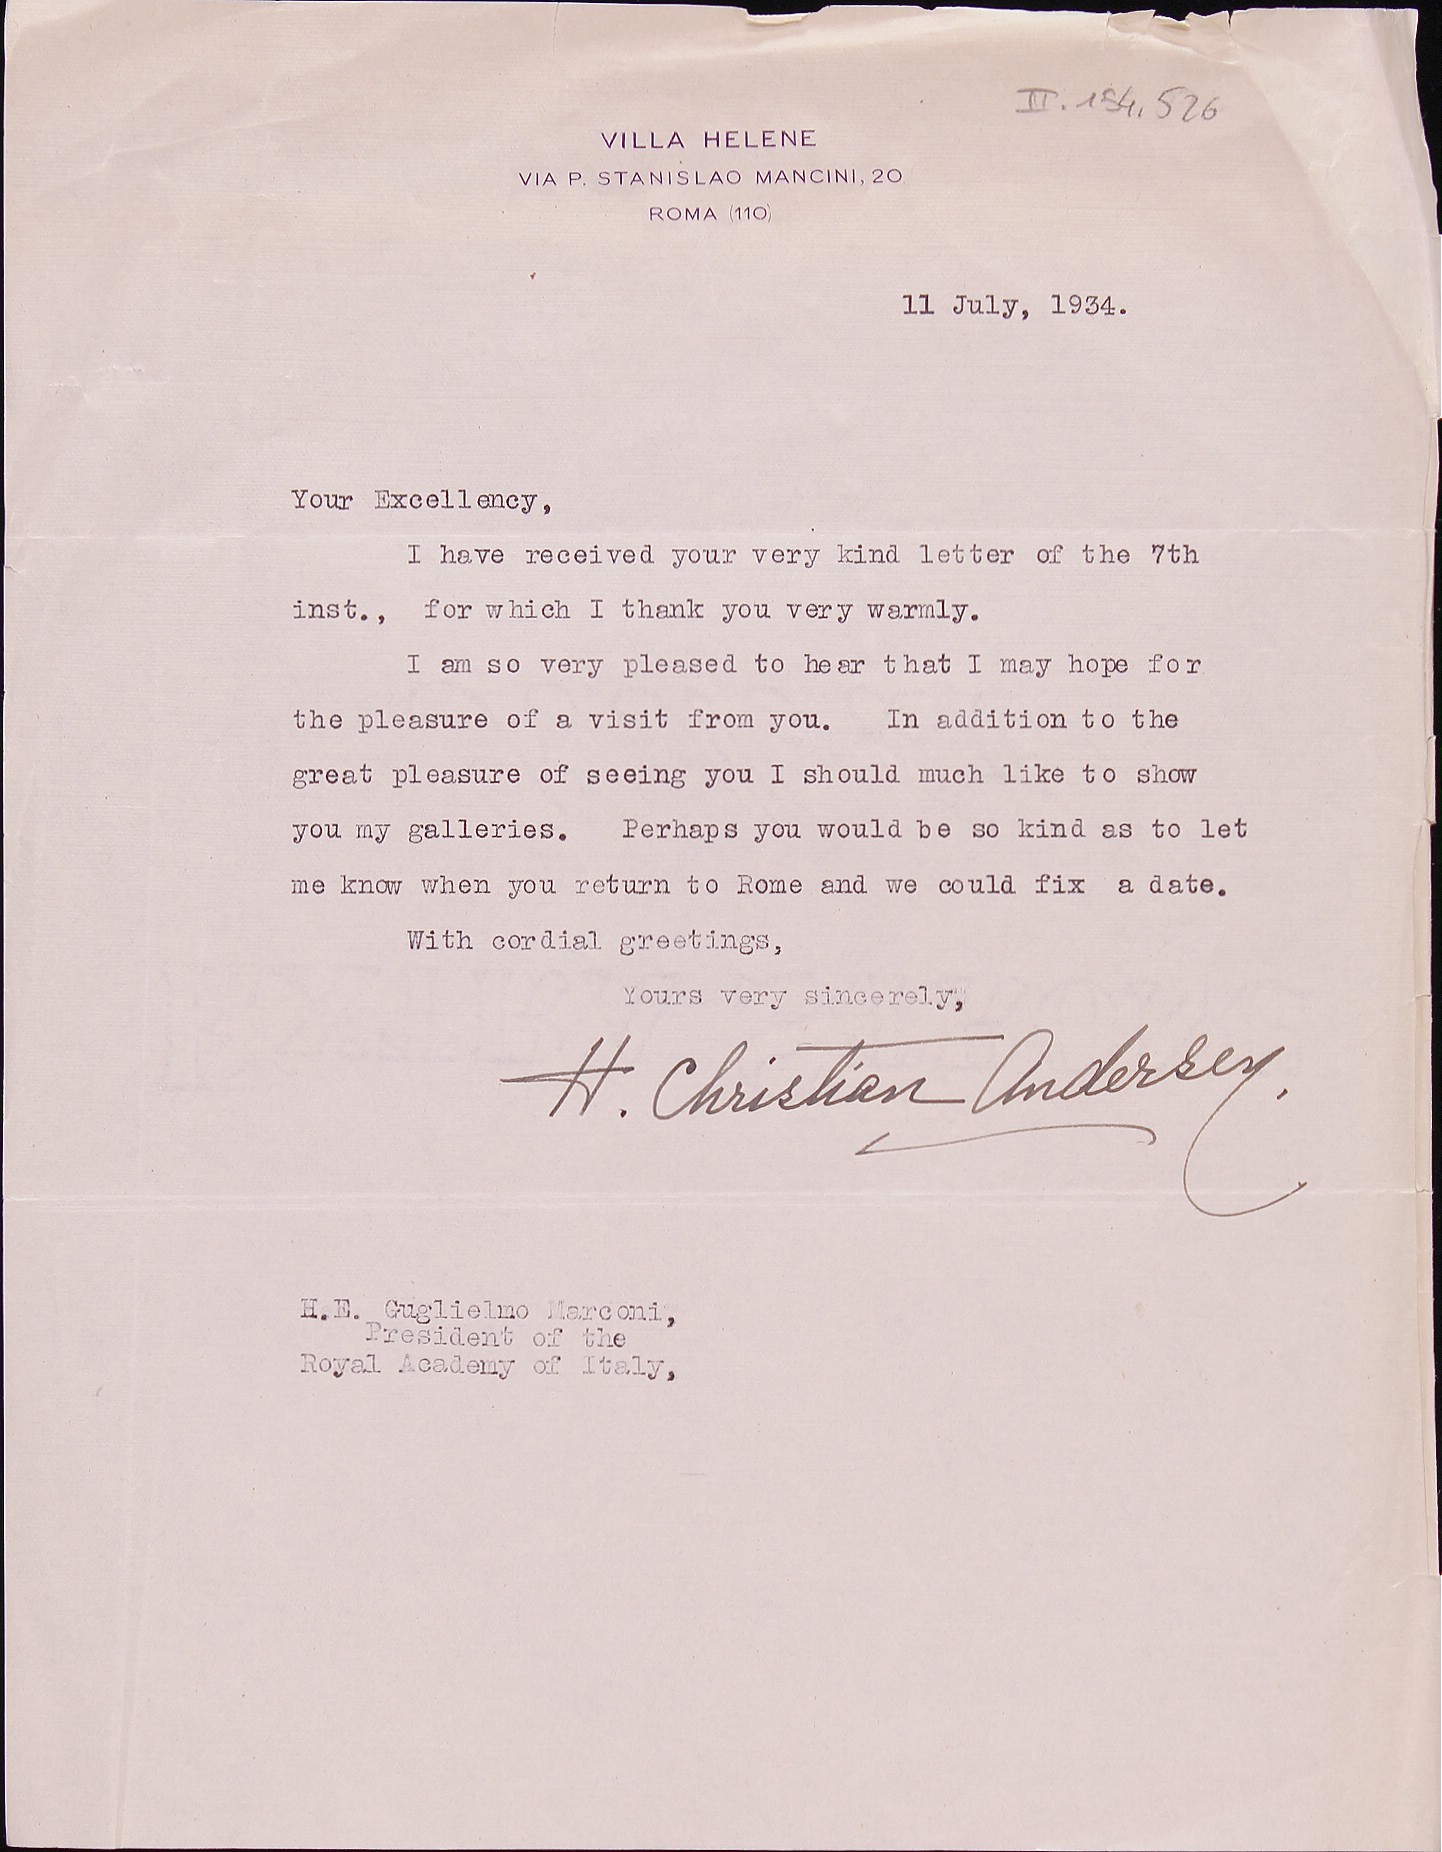 II. 154, 526
VILLA HELENE
VIA P. STANISLAO MANCINI, 20
ROMA (110)
11 July, 1934.
Your Excellency,
I have received your very kind letter of the 7th
inst., for which I thank you very warmly.
I am so very pleased to hear that I may hope for
the pleasure of a visit from you. In addition to the
great pleasure of seeing you I should much like to show
you my galleries. Perhaps you would be so kind as to let
me know when you return to Rome and we could fix a date.
With cordial greetings,
Yours very sincerely,
H. Christian Andersen.
H.E. Guglielmo Marconi,
President of the
Royal Academy of Italy,